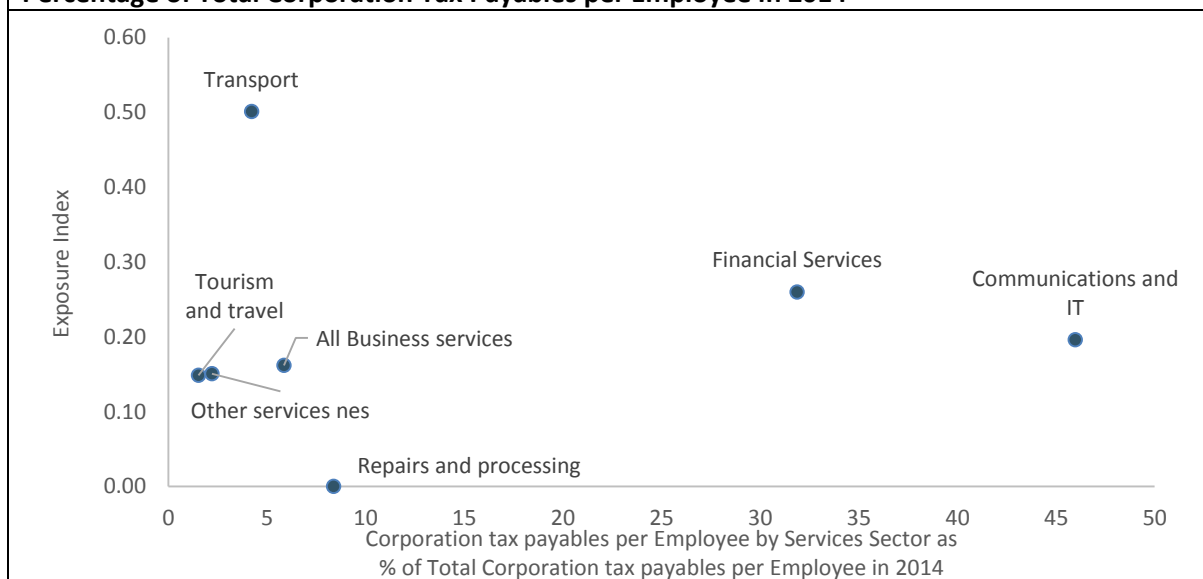 Percentage of Total Corporation Tax Payables per Employee in 2014
0.60
Transport
0.50
0.40
Exposure Index
0.30
Financial Services
Communications and
IT
Tourism
and travel
0.20
All Business services
0.10
Other services nes
Repairs and processing
0.00
0 5 10 15 20 25 30 35 40 45 50
Corporation tax payables per Employee by Services Sector as
% of Total Corporation tax payables per Employee in 2014